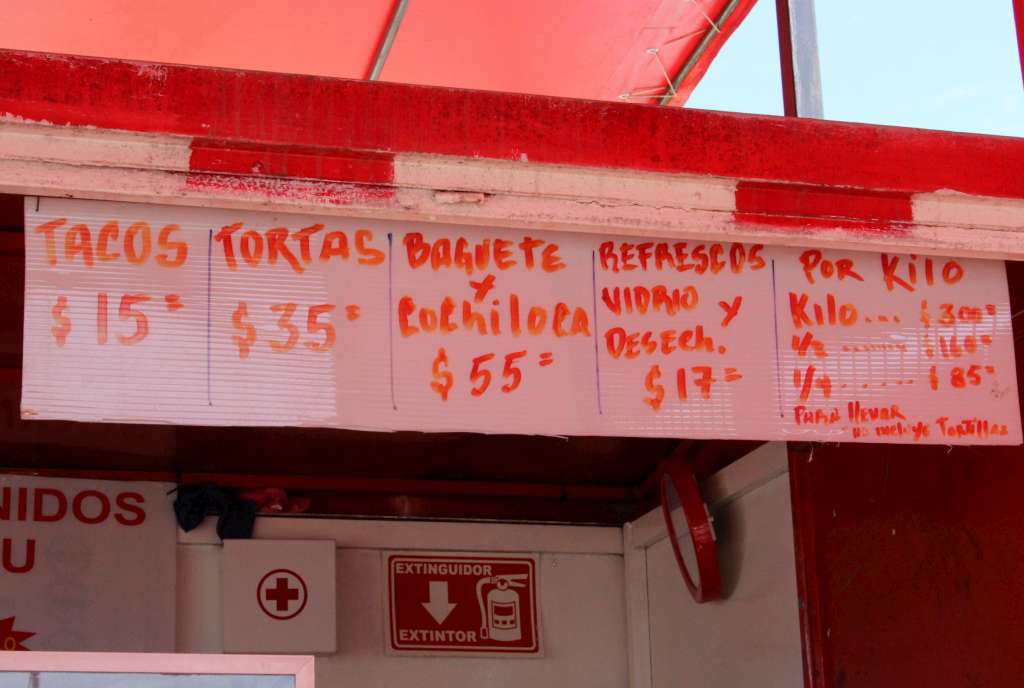 TACOS
$15=
TORTAS
$35=
BAGUETE
Y
COCHILOCA
$55=
REFRESCOS
VIDRIO Y
DESECH.
$17=
POR KILO
KILO... $300=
1/2 ...... $160=
1/4 ...... $85=
PARA llevar
no incluye Tortillas
NIDOS
U
EXTINGUIDOR
EXTINTOR